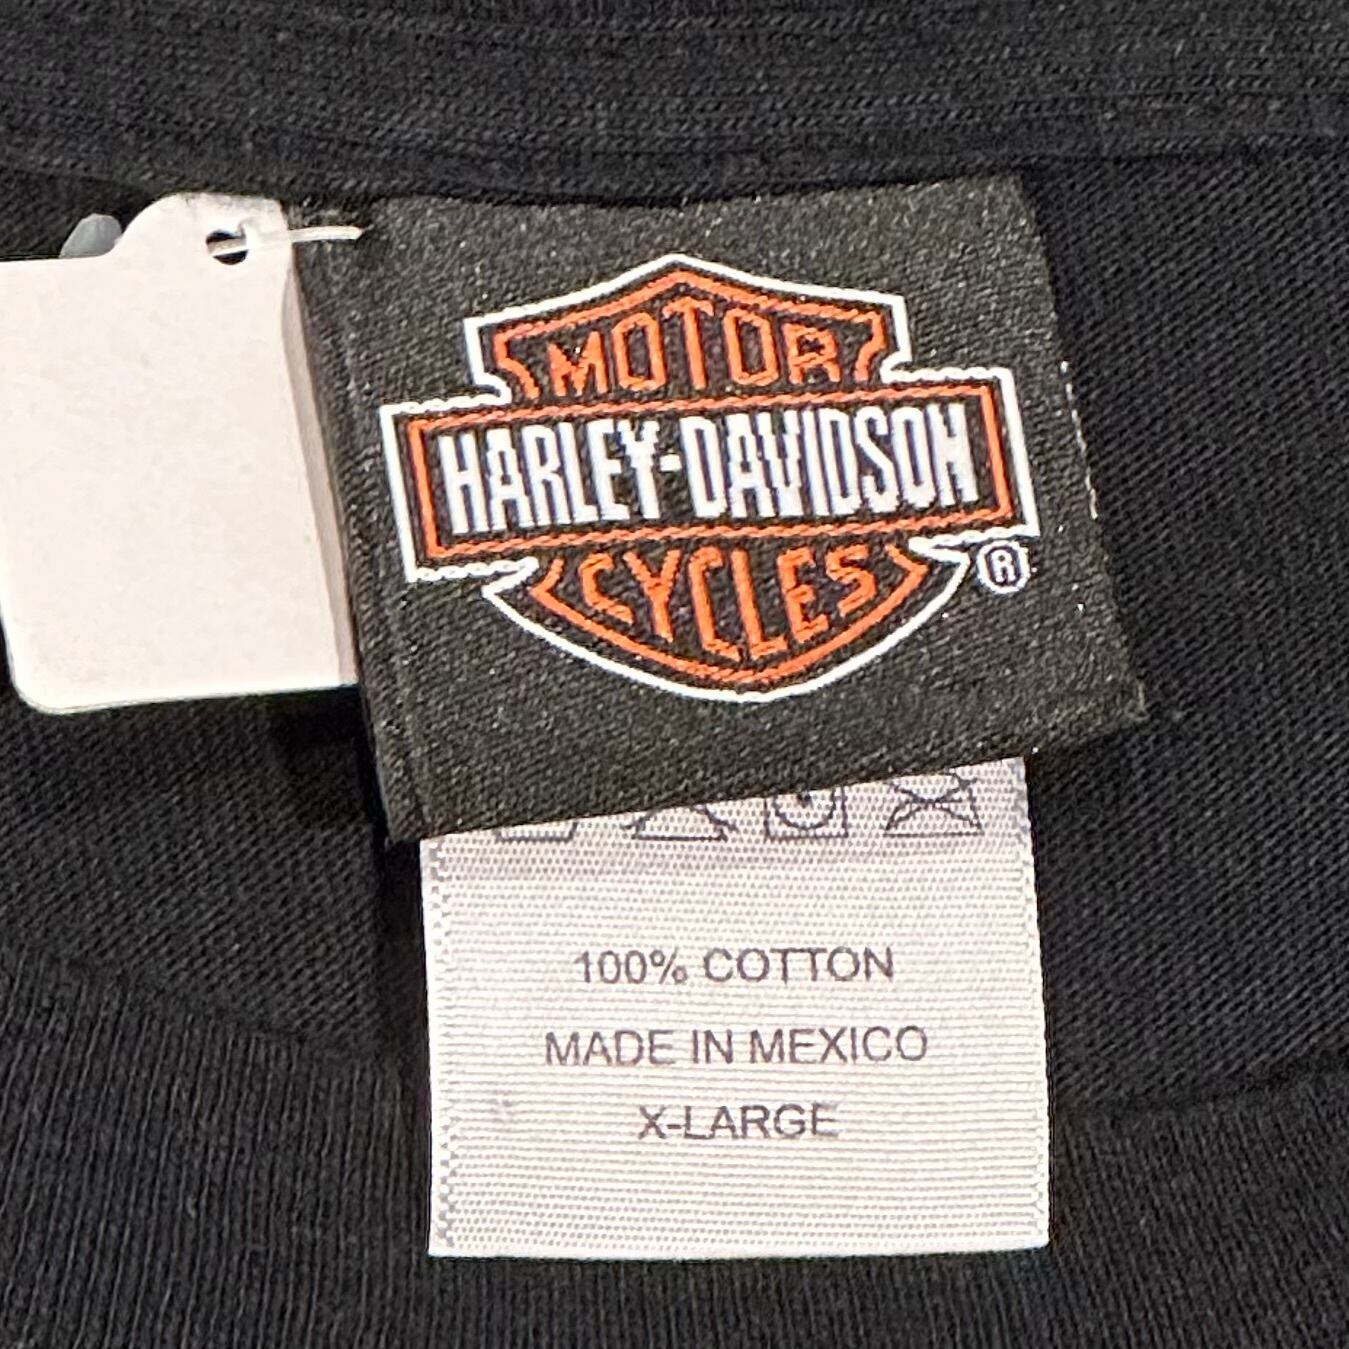 MOTOR
HARLEY-DAVIDSON
CYCLES
®
100% COTTON
MADE IN MEXICO
X-LARGE